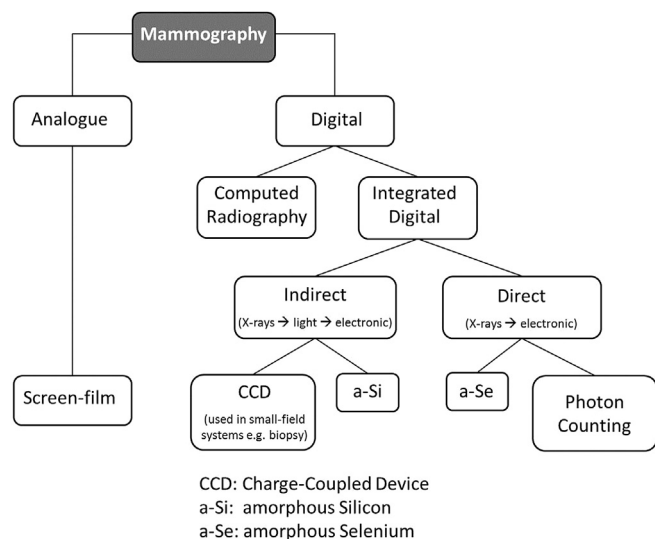 Mammography
Analogue
Digital
Computed
Radiography
Integrated
Digital
Indirect
(X-rays → light → electronic)
Direct
(X-rays → electronic)
Screen-film
CCD
(used in small-field
systems e.g. biopsy)
a-Si
a-Se
Photon
Counting
CCD: Charge-Coupled Device
a-Si: amorphous Silicon
a-Se: amorphous Selenium